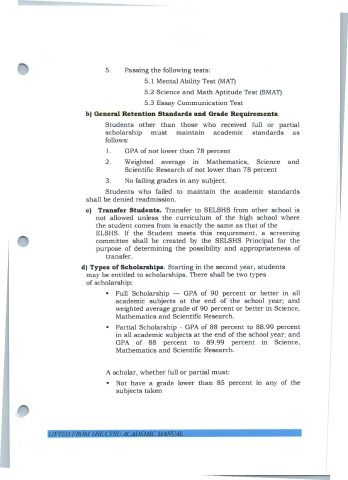 5. Passing the following tests:
5.1 Mental Ability Test (MAT)
5.2 Science and Math Aptitude Test (SMAT)
5.3 Essay Communication Test
b) General Retention Standards and Grade Requirements.
Students other than those who received full or partial
scholarship must maintain academic standards as
follows:
1. GPA of not lower than 78 percent
2. Weighted average in Mathematics, Science and
Scientific Research of not lower than 78 percent
3. No failing grades in any subject.
Students who failed to maintain the academic standards
shall be denied readmission.
c) Transfer Students. Transfer to SELSHS from other school is
not allowed unless the curriculum of the high school where
the student comes from is exactly the same as that of the
ELSHS. If the Student meets this requirement, a screening
committee shall be created by the SELSHS Principal for the
purpose of determining the possibility and appropriateness of
transfer.
d) Types of Scholarships. Starting in the second year, students
may be entitled to scholarships. There shall be two types
of scholarship:
• Full Scholarship — GPA of 90 percent or better in all
academic subjects at the end of the school year; and
weighted average grade of 90 percent or better in Science,
Mathematics and Scientific Research.
• Partial Scholarship - GPA of 88 percent to 88.99 percent
in all academic subjects at the end of the school year; and
GPA of 88 percent to 89.99 percent in Science,
Mathematics and Scientific Research.
A scholar, whether full or partial must:
• Not have a grade lower than 85 percent in any of the
subjects taken
LIFTED FROM THE CVSU ACADEMIC MANUAL